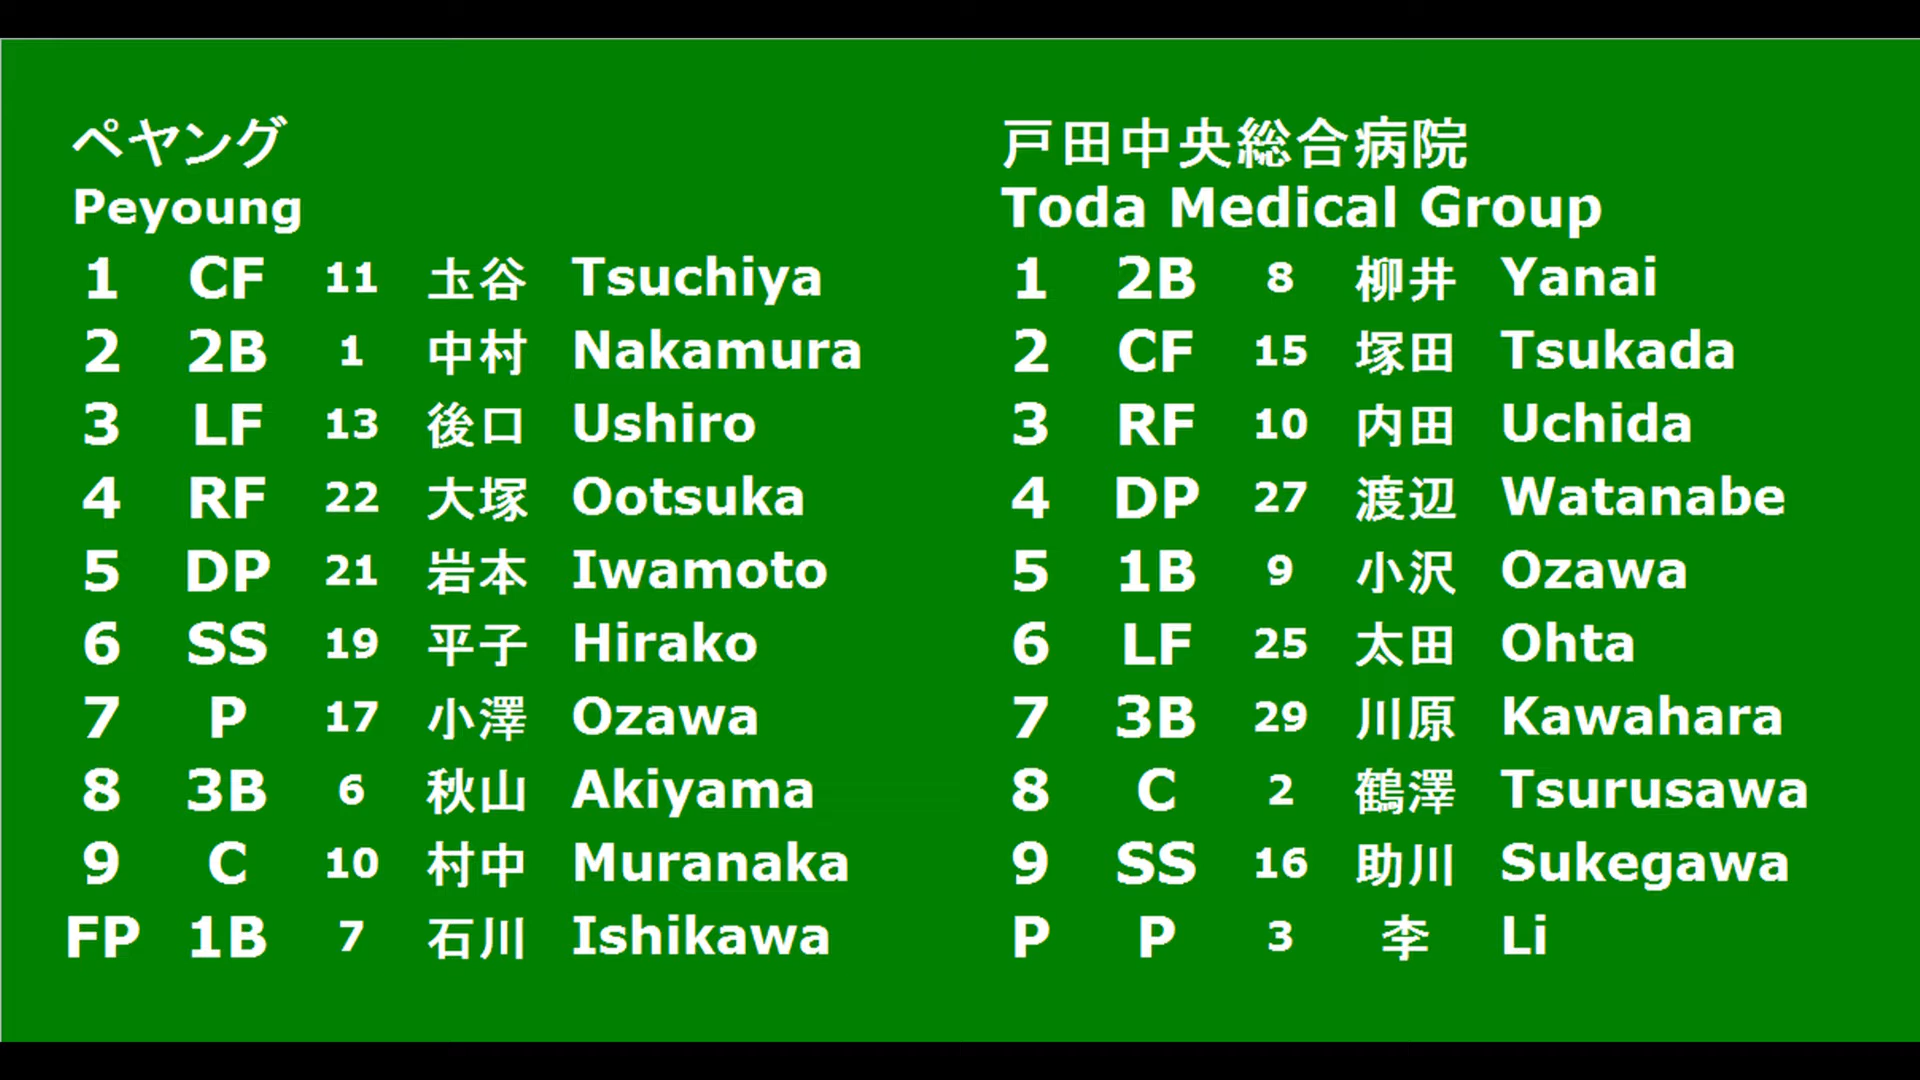 ペヤング
Peyoung
1 CF 11 圡谷 Tsuchiya
2 2B 1 中村 Nakamura
3 LF 13 後口 Ushiro
4 RF 22 大塚 Ootsuka
5 DP 21 岩本 Iwamoto
6 SS 19 平子 Hirako
7 P 17 小澤 Ozawa
8 3B 6 秋山 Akiyama
9 C 10 村中 Muranaka
FP 1B 7 石川 Ishikawa
戸田中央総合病院
Toda Medical Group
1 2B 8 柳井 Yanai
2 CF 15 塚田 Tsukada
3 RF 10 内田 Uchida
4 DP 27 渡辺 Watanabe
5 1B 9 小沢 Ozawa
6 LF 25 太田 Ohta
7 3B 29 川原 Kawahara
8 C 2 鶴澤 Tsurusawa
9 SS 16 助川 Sukegawa
P P 3 李 Li